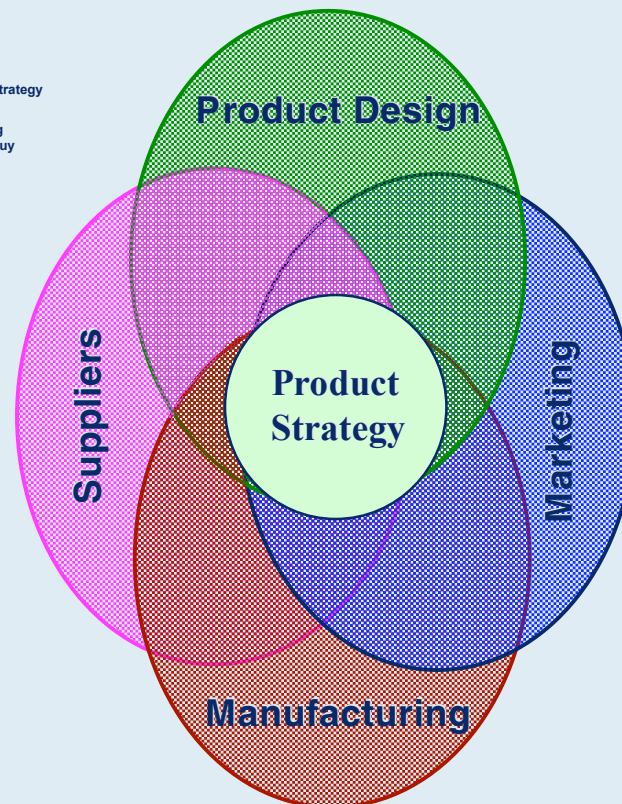 Product Design
Suppliers
Product
Strategy
Marketing
Manufacturing